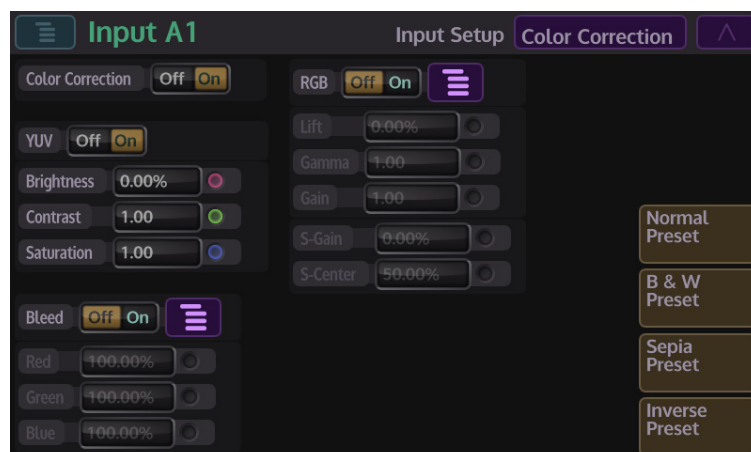 Input A1
Input Setup Color Correction
Color Correction Off On
YUV Off On
Brightness 0.00%
Contrast 1.00
Saturation 1.00
Bleed Off On
Red 100.00%
Green 100.00%
Blue 100.00%
RGB Off On
Lift 0.00%
Gamma 1.00
Gain 1.00
S-Gain 0.00%
S-Center 50.00%
Normal
Preset
B & W
Preset
Sepia
Preset
Inverse
Preset